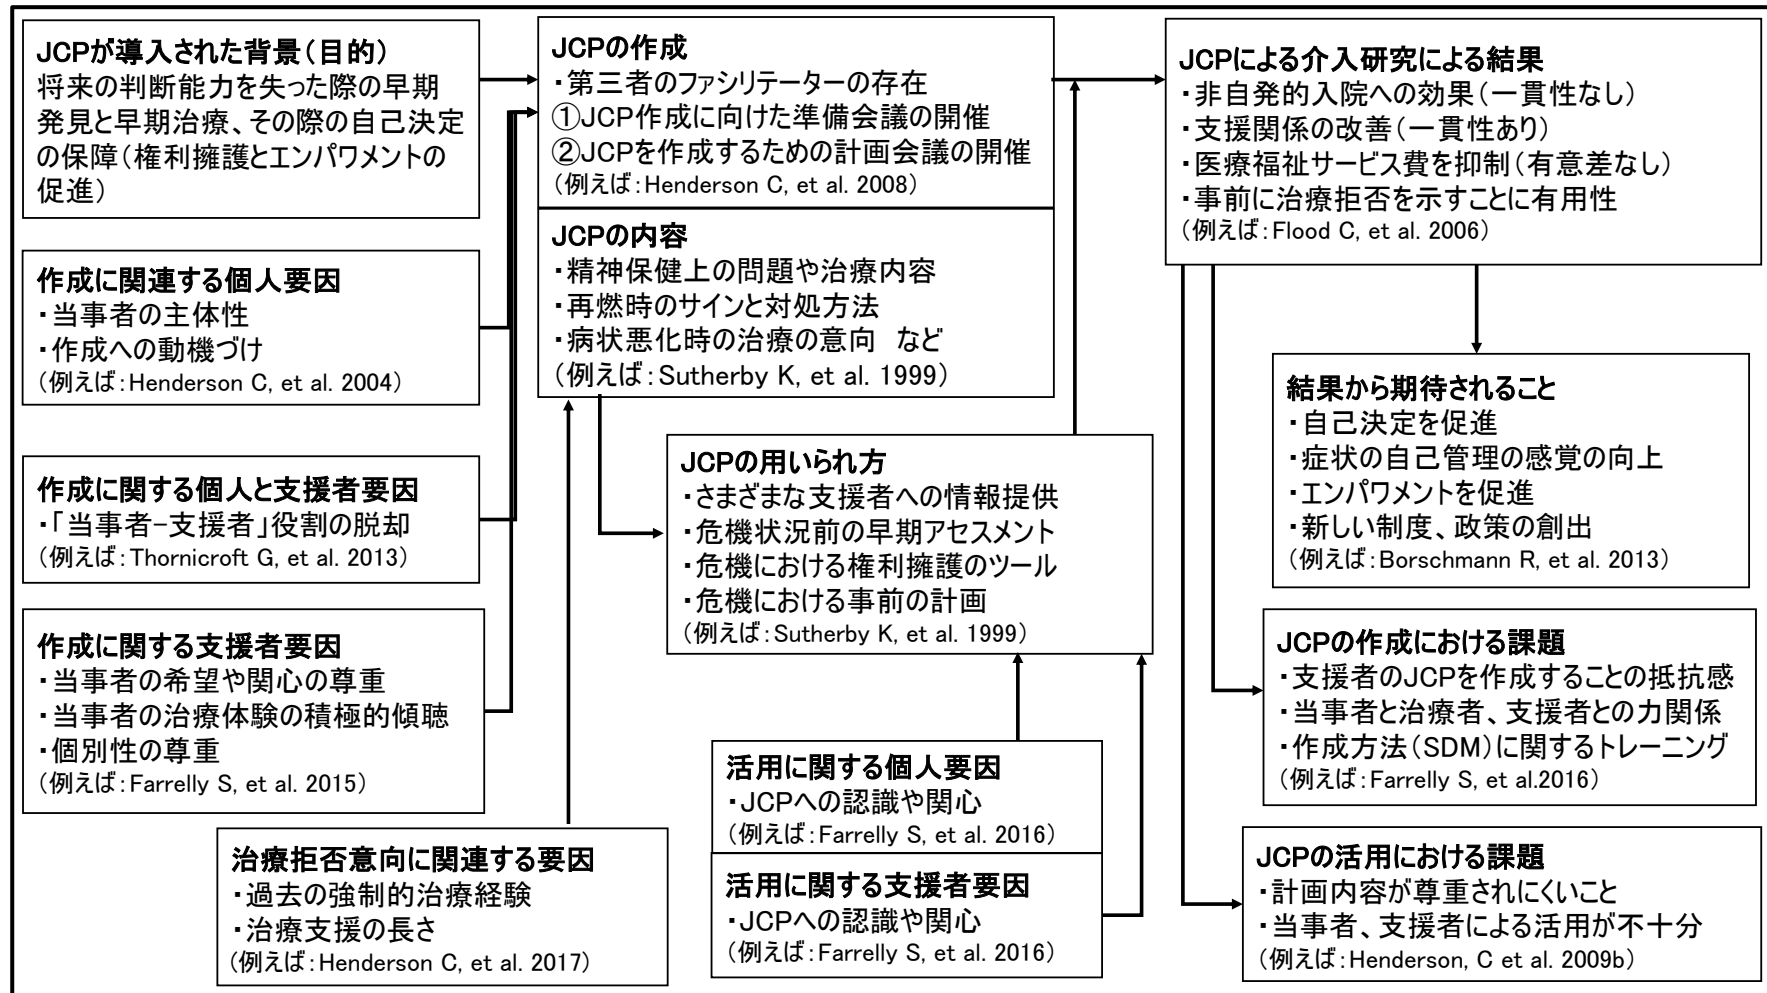 JCPが導入された背景(目的)
将来の判断能力を失った際の早期
発見と早期治療、その際の自己決定
の保障(権利擁護とエンパワメントの
促進)
作成に関連する個人要因
・当事者の主体性
・作成への動機づけ
(例えば:Henderson C, et al. 2004)
作成に関する個人と支援者要因
・「当事者-支援者」役割の脱却
(例えば:Thornicroft G, et al. 2013)
作成に関する支援者要因
・当事者の希望や関心の尊重
・当事者の治療体験の積極的傾聴
・個別性の尊重
(例えば:Farrelly S, et al. 2015)
治療拒否意向に関連する要因
・過去の強制的治療経験
・治療支援の長さ
(例えば:Henderson C, et al. 2017)
JCPの作成
・第三者のファシリテーターの存在
①JCP作成に向けた準備会議の開催
②JCPを作成するための計画会議の開催
(例えば:Henderson C, et al. 2008)
JCPの内容
・精神保健上の問題や治療内容
・再燃時のサインと対処方法
・病状悪化時の治療の意向 など
(例えば:Sutherby K, et al. 1999)
JCPの用いられ方
・さまざまな支援者への情報提供
・危機状況前の早期アセスメント
・危機における権利擁護のツール
・危機における事前の計画
(例えば:Sutherby K, et al. 1999)
活用に関する個人要因
・JCPへの認識や関心
(例えば:Farrelly S, et al. 2016)
活用に関する支援者要因
・JCPへの認識や関心
(例えば:Farrelly S, et al. 2016)
JCPによる介入研究による結果
・非自発的入院への効果(一貫性なし)
・支援関係の改善(一貫性あり)
・医療福祉サービス費を抑制(有意差なし)
・事前に治療拒否を示すことに有用性
(例えば:Flood C, et al. 2006)
結果から期待されること
・自己決定を促進
・症状の自己管理の感覚の向上
・エンパワメントを促進
・新しい制度、政策の創出
(例えば:Borschmann R, et al. 2013)
JCPの作成における課題
・支援者のJCPを作成することの抵抗感
・当事者と治療者、支援者との力関係
・作成方法(SDM)に関するトレーニング
(例えば:Farrelly S, et al.2016)
JCPの活用における課題
・計画内容が尊重されにくいこと
・当事者、支援者による活用が不十分
(例えば:Henderson, C et al. 2009b)